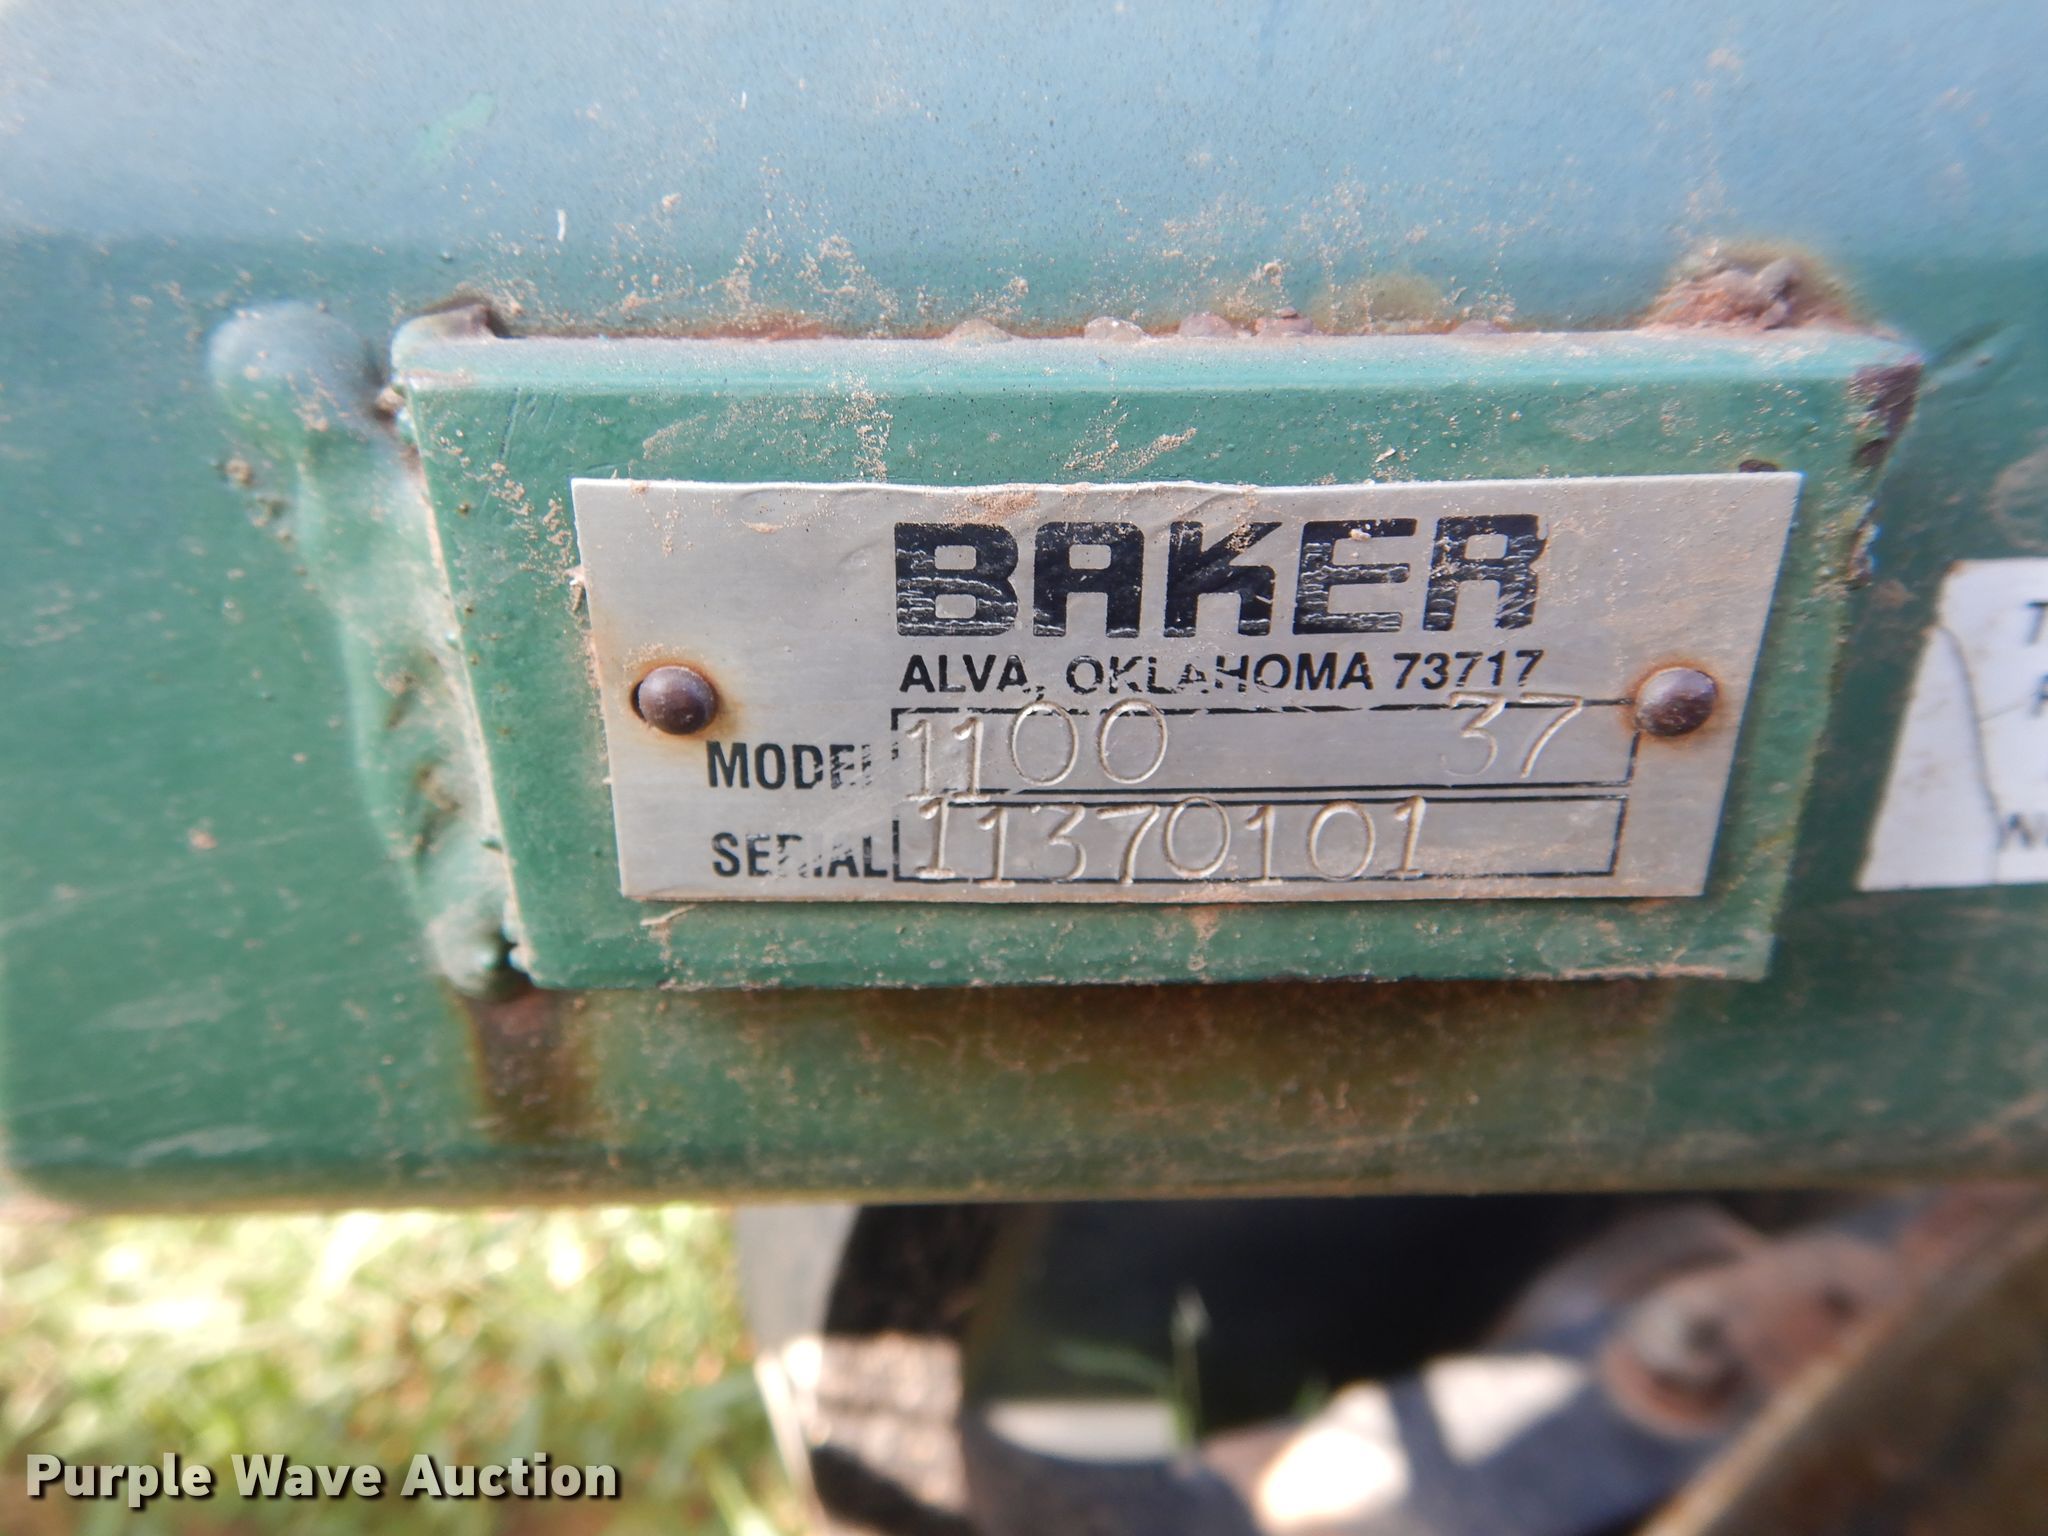 BAKER
ALVA, OKLAHOMA 73717
MODEL 1100 37
SERIAL 11370101
Purple Wave Auction